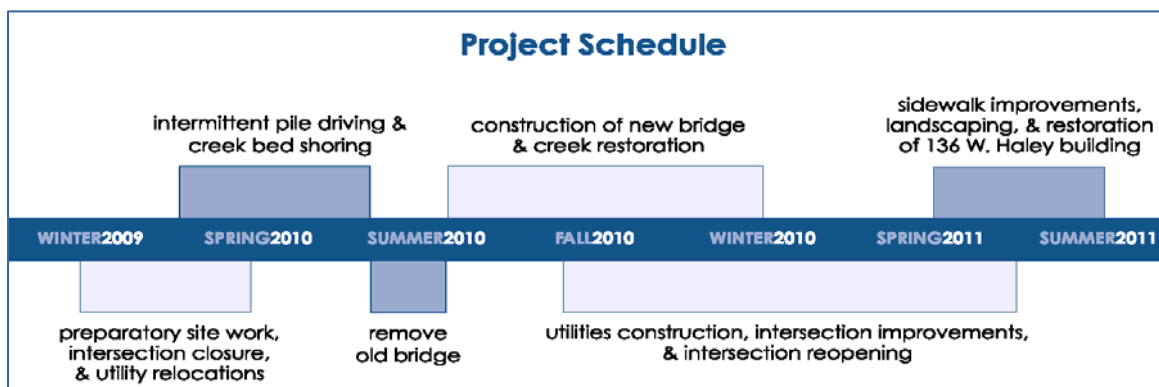 Project Schedule
intermittent pile driving &
creek bed shoring
construction of new bridge
& creek restoration
sidewalk improvements,
landscaping, & restoration
of 136 W. Haley building
WINTER2009 SPRING2010 SUMMER2010 FALL2010 WINTER2010 SPRING2011 SUMMER2011
preparatory site work,
intersection closure,
& utility relocations
remove
old bridge
utilities construction, intersection improvements,
& intersection reopening